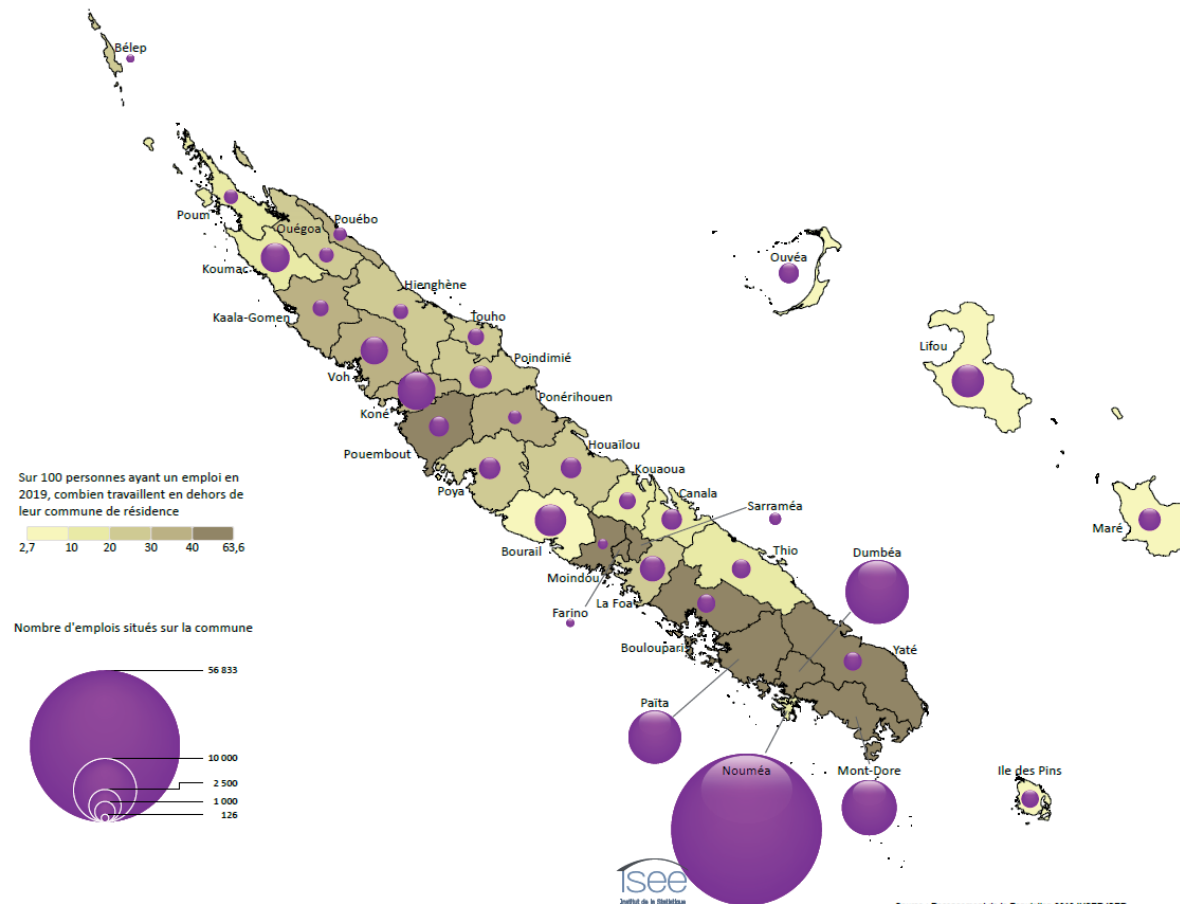 Bélep
Poum
Ouégoa
Pouébo
Koumac
Kaala-Gomen
Hienghène
Touho
Voh
Poindimié
Koné
Ponérihouen
Pouembout
Houaïlou
Poya
Kouaoua
Canala
Sarraméa
Bourail
Moindou
Thio
Dumbéa
La Foa
Farino
Boulouparis
Yaté
Païta
Nouméa
Mont-Dore
Ile des Pins
Ouvéa
Lifou
Maré
Sur 100 personnes ayant un emploi en
2019, combien travaillent en dehors de
leur commune de résidence
2,7 10 20 30 40 63,6
Nombre d'emplois situés sur la commune
56 833
10 000
2 500
1 000
126
isee
Institut de la statistique